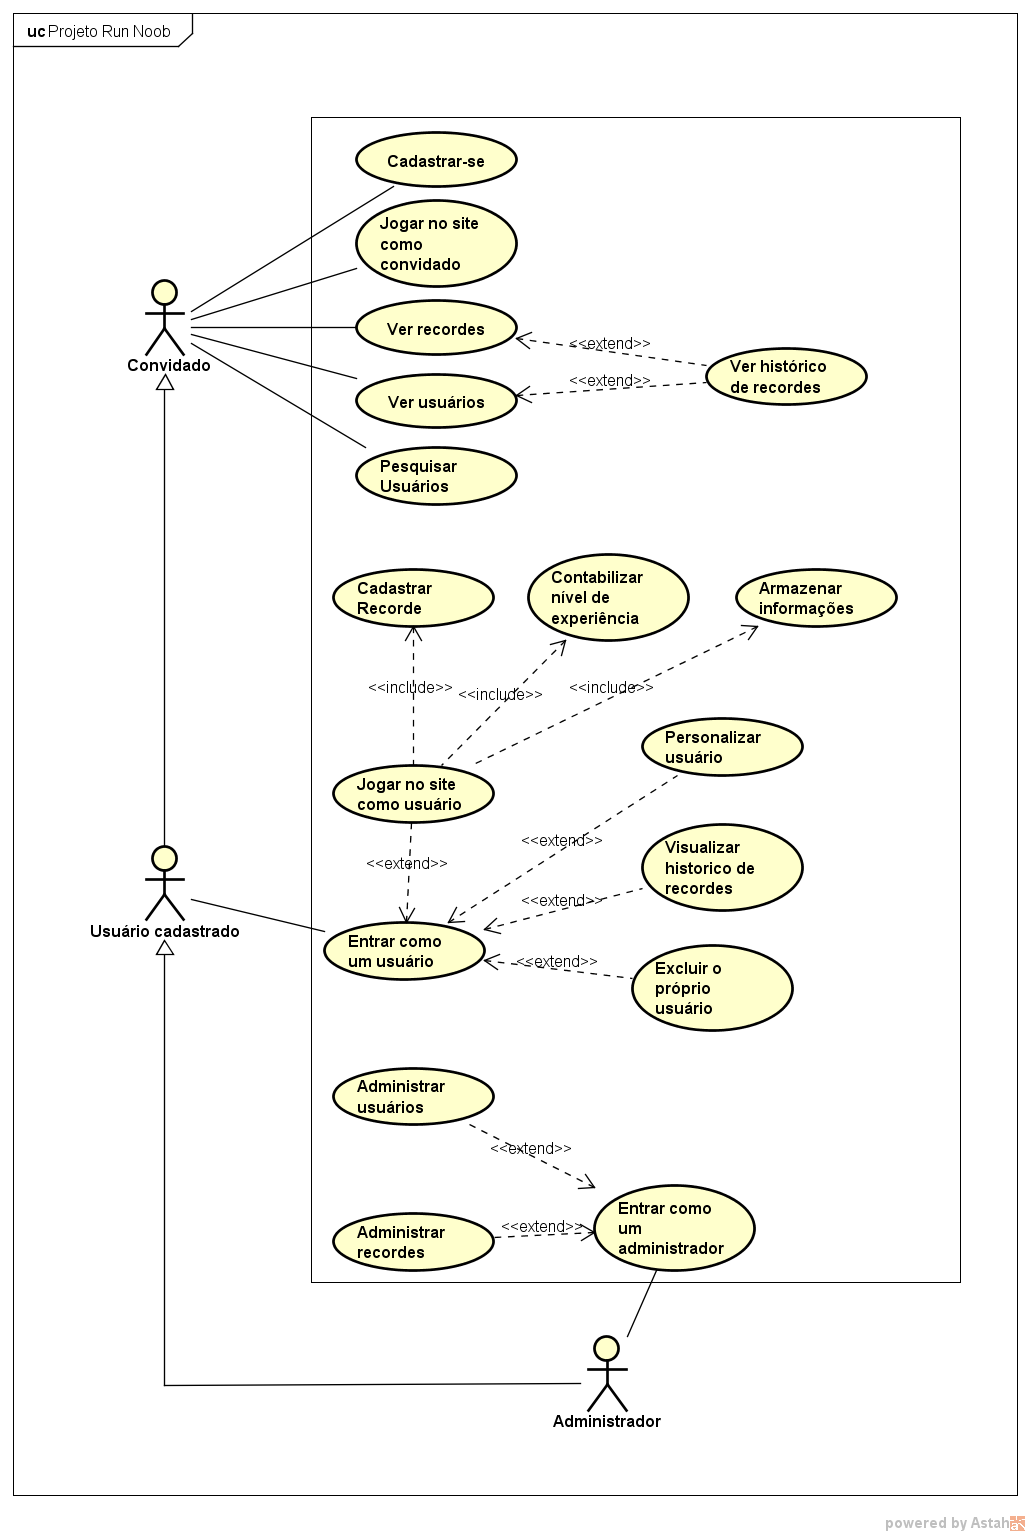 uc Projeto Run Noob
Cadastrar-se
Jogar no site
como
convidado
Convidado
Ver recordes
<<extend>>
Ver histórico
de recordes
<<extend>>
Ver usuários
Pesquisar
Usuários
Cadastrar
Recorde
Contabilizar
nível de
experiência
Armazenar
informações
<<include>>
<<include>>
<<include>>
Personalizar
usuário
Jogar no site
como usuário
<<extend>>
<<extend>>
Visualizar
historico de
recordes
<<extend>>
Usuário cadastrado
Entrar como
um usuário
<<extend>>
Excluir o
próprio
usuário
Administrar
usuários
<<extend>>
Entrar como
um
administrador
<<extend>>
Administrar
recordes
Administrador
powered by Astah